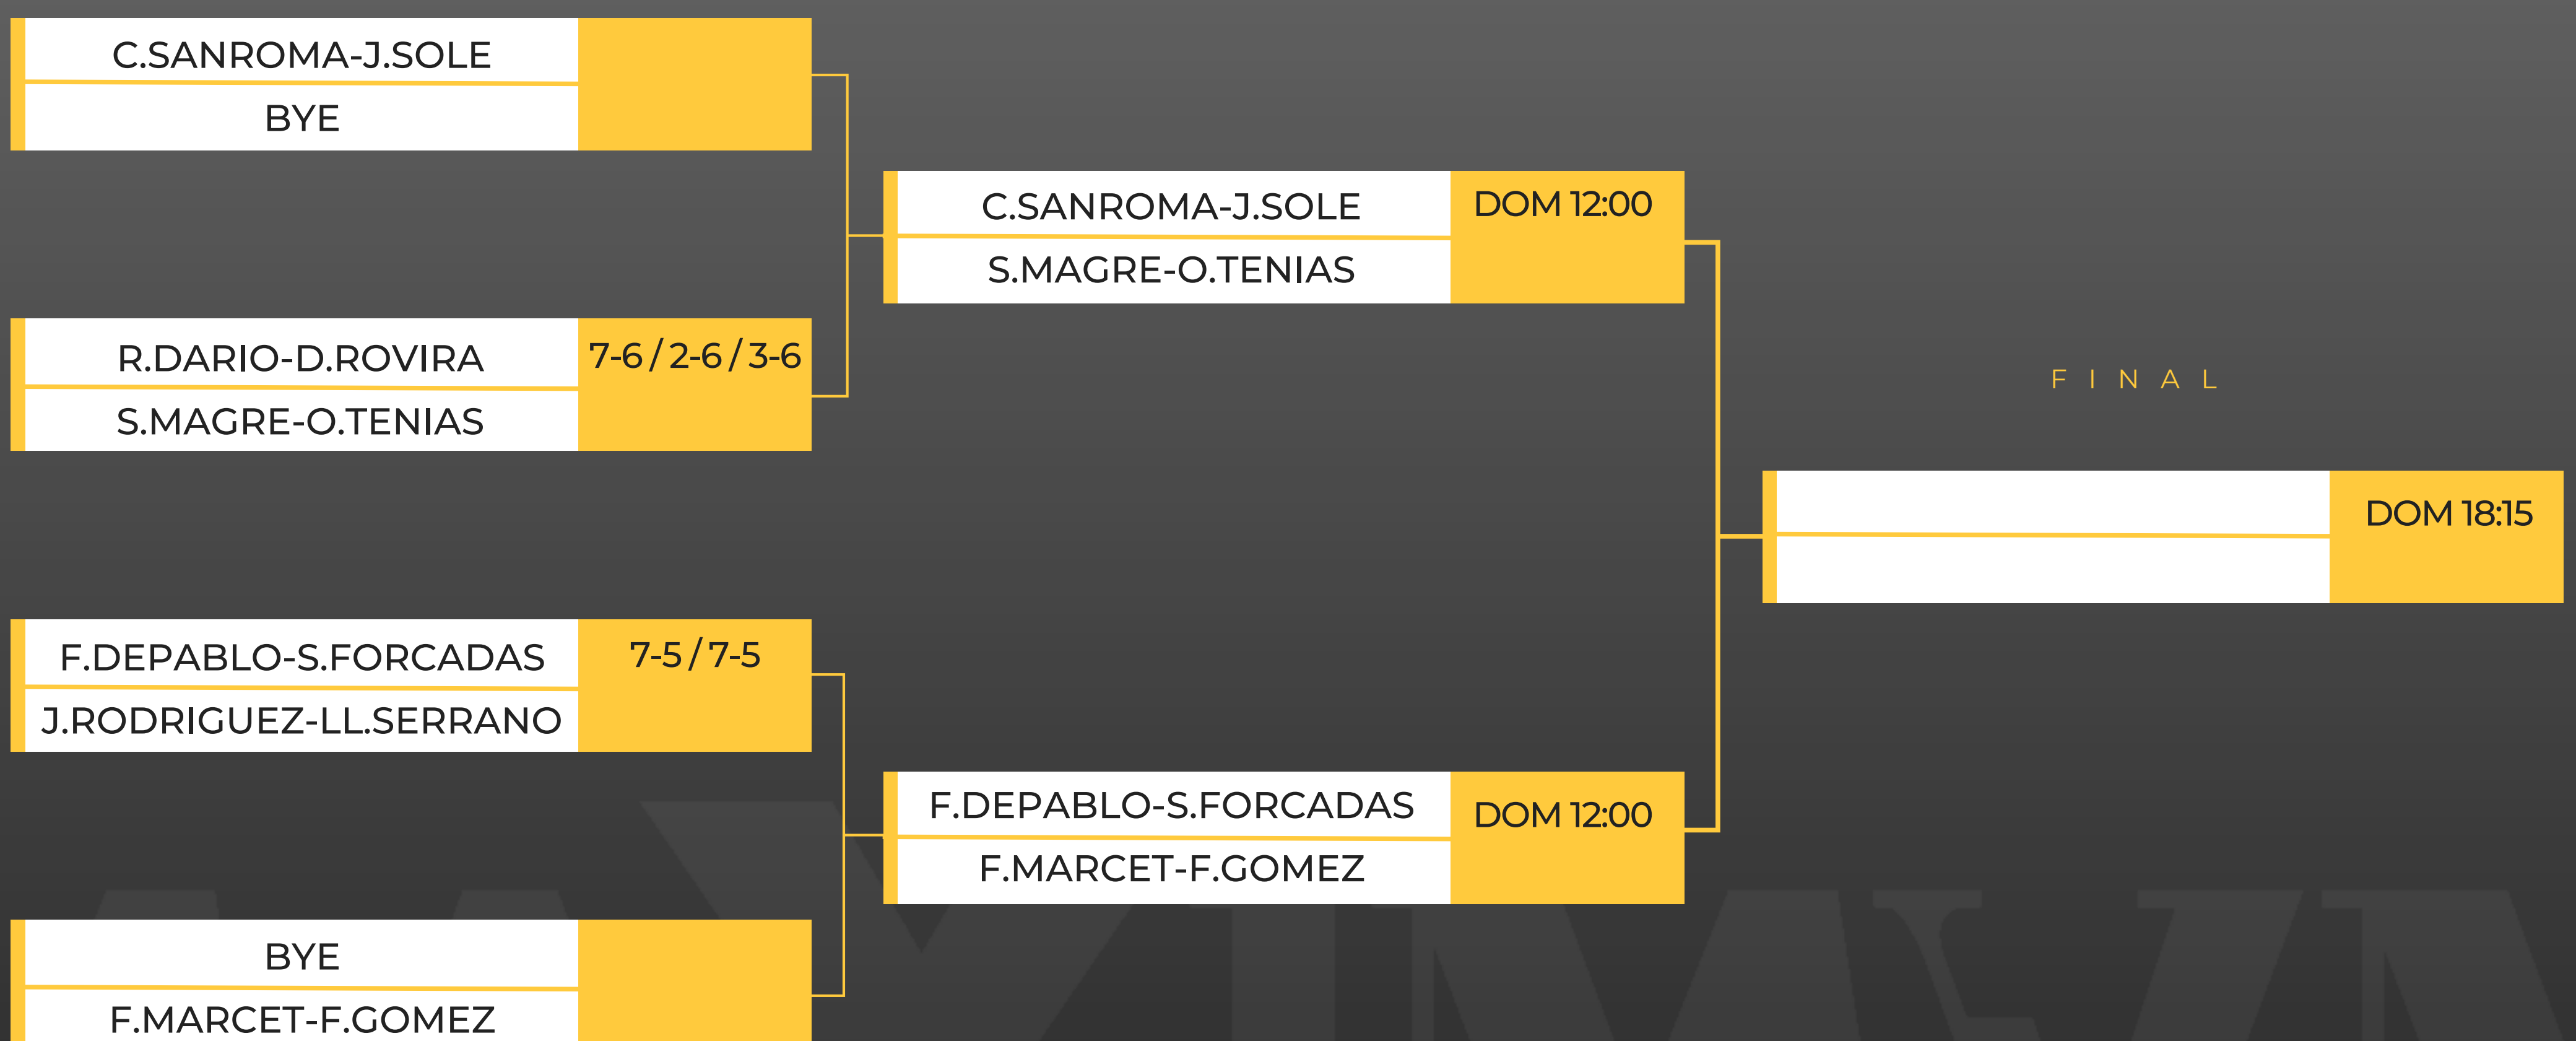 C.SANROMA-J.SOLE
BYE
R.DARIO-D.ROVIRA
7-6 / 2-6 / 3-6
S.MAGRE-O.TENIAS
F.DEPABLO-S.FORCADAS
7-5 / 7-5
J.RODRIGUEZ-LL.SERRANO
BYE
F.MARCET-F.GOMEZ
C.SANROMA-J.SOLE
DOM 12:00
S.MAGRE-O.TENIAS
F.DEPABLO-S.FORCADAS
DOM 12:00
F.MARCET-F.GOMEZ
FINAL
DOM 18:15